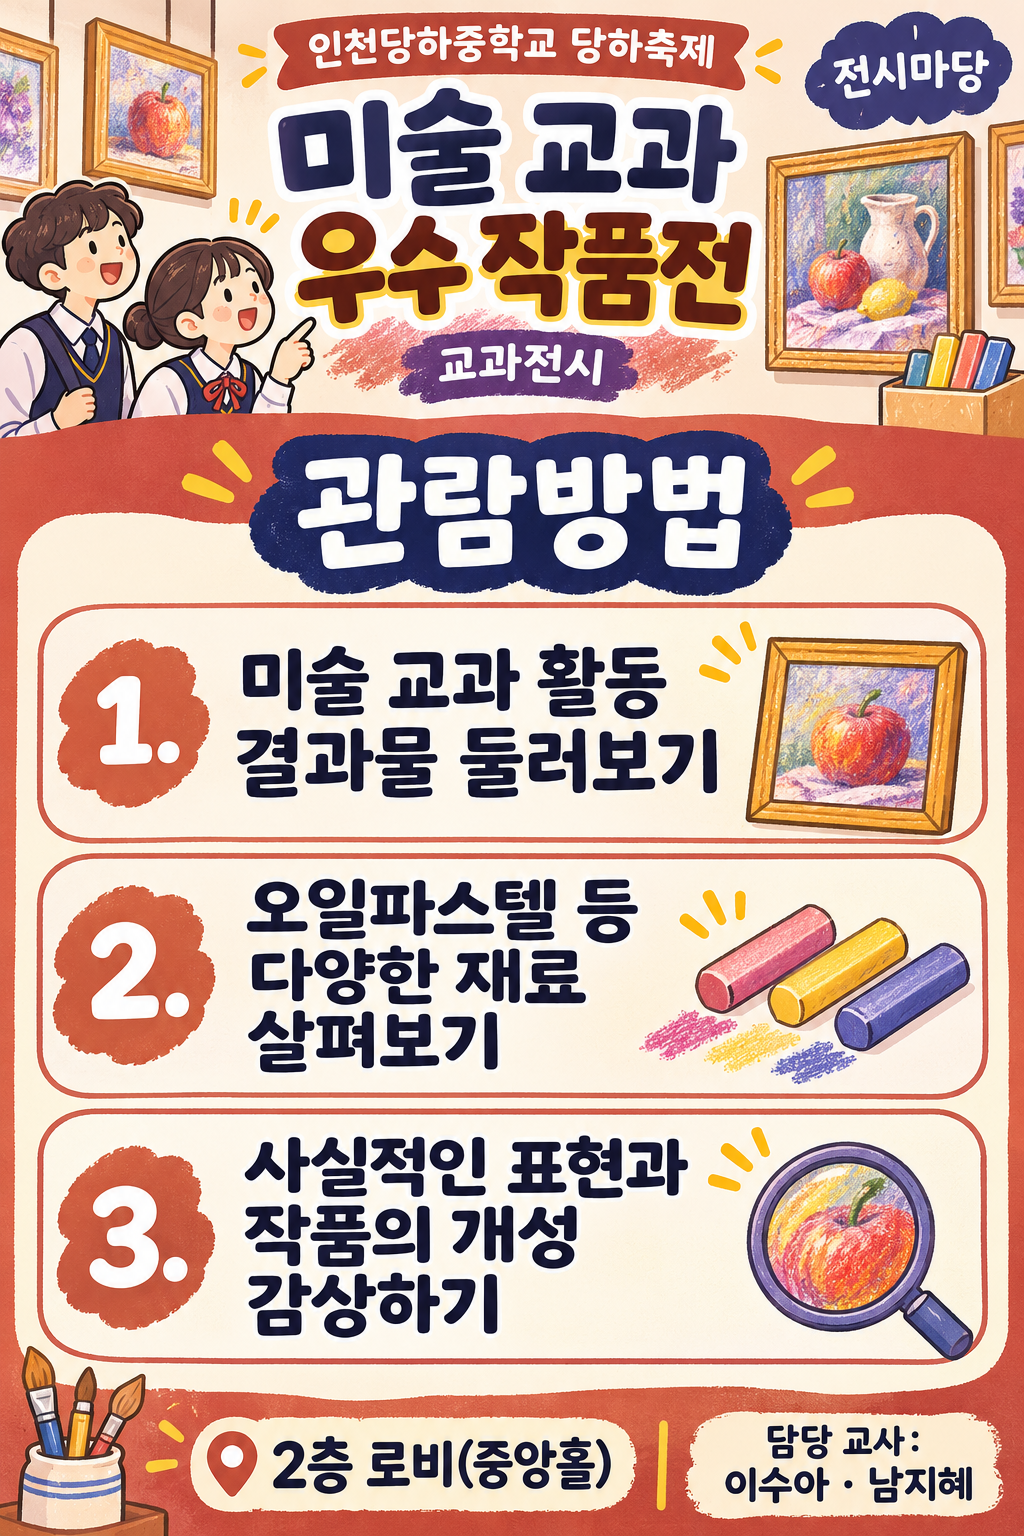 인천당하중학교 당하축제
전시마당
미술 교과
우수 작품전
교과전시
관람방법
1.
미술 교과 활동
결과물 둘러보기
2.
오일파스텔 등
다양한 재료
살펴보기
3.
사실적인 표현과
작품의 개성
감상하기
2층 로비(중앙홀)
담당 교사:
이수아 · 남지혜